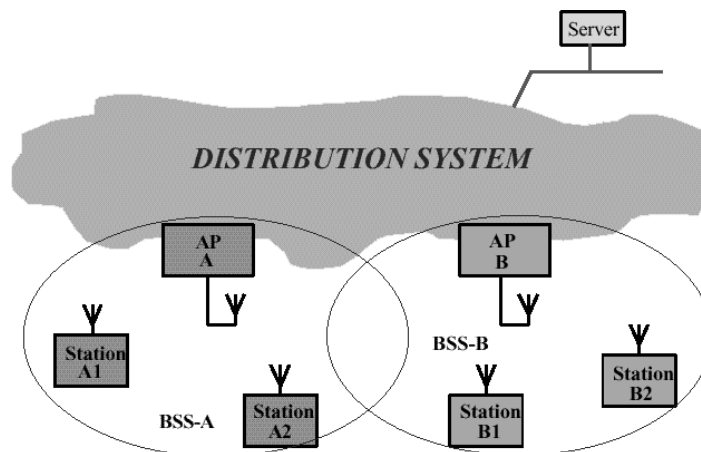 Server
DISTRIBUTION SYSTEM
AP
A
AP
B
Station
A1
BSS-A
Station
A2
BSS-B
Station
B1
Station
B2